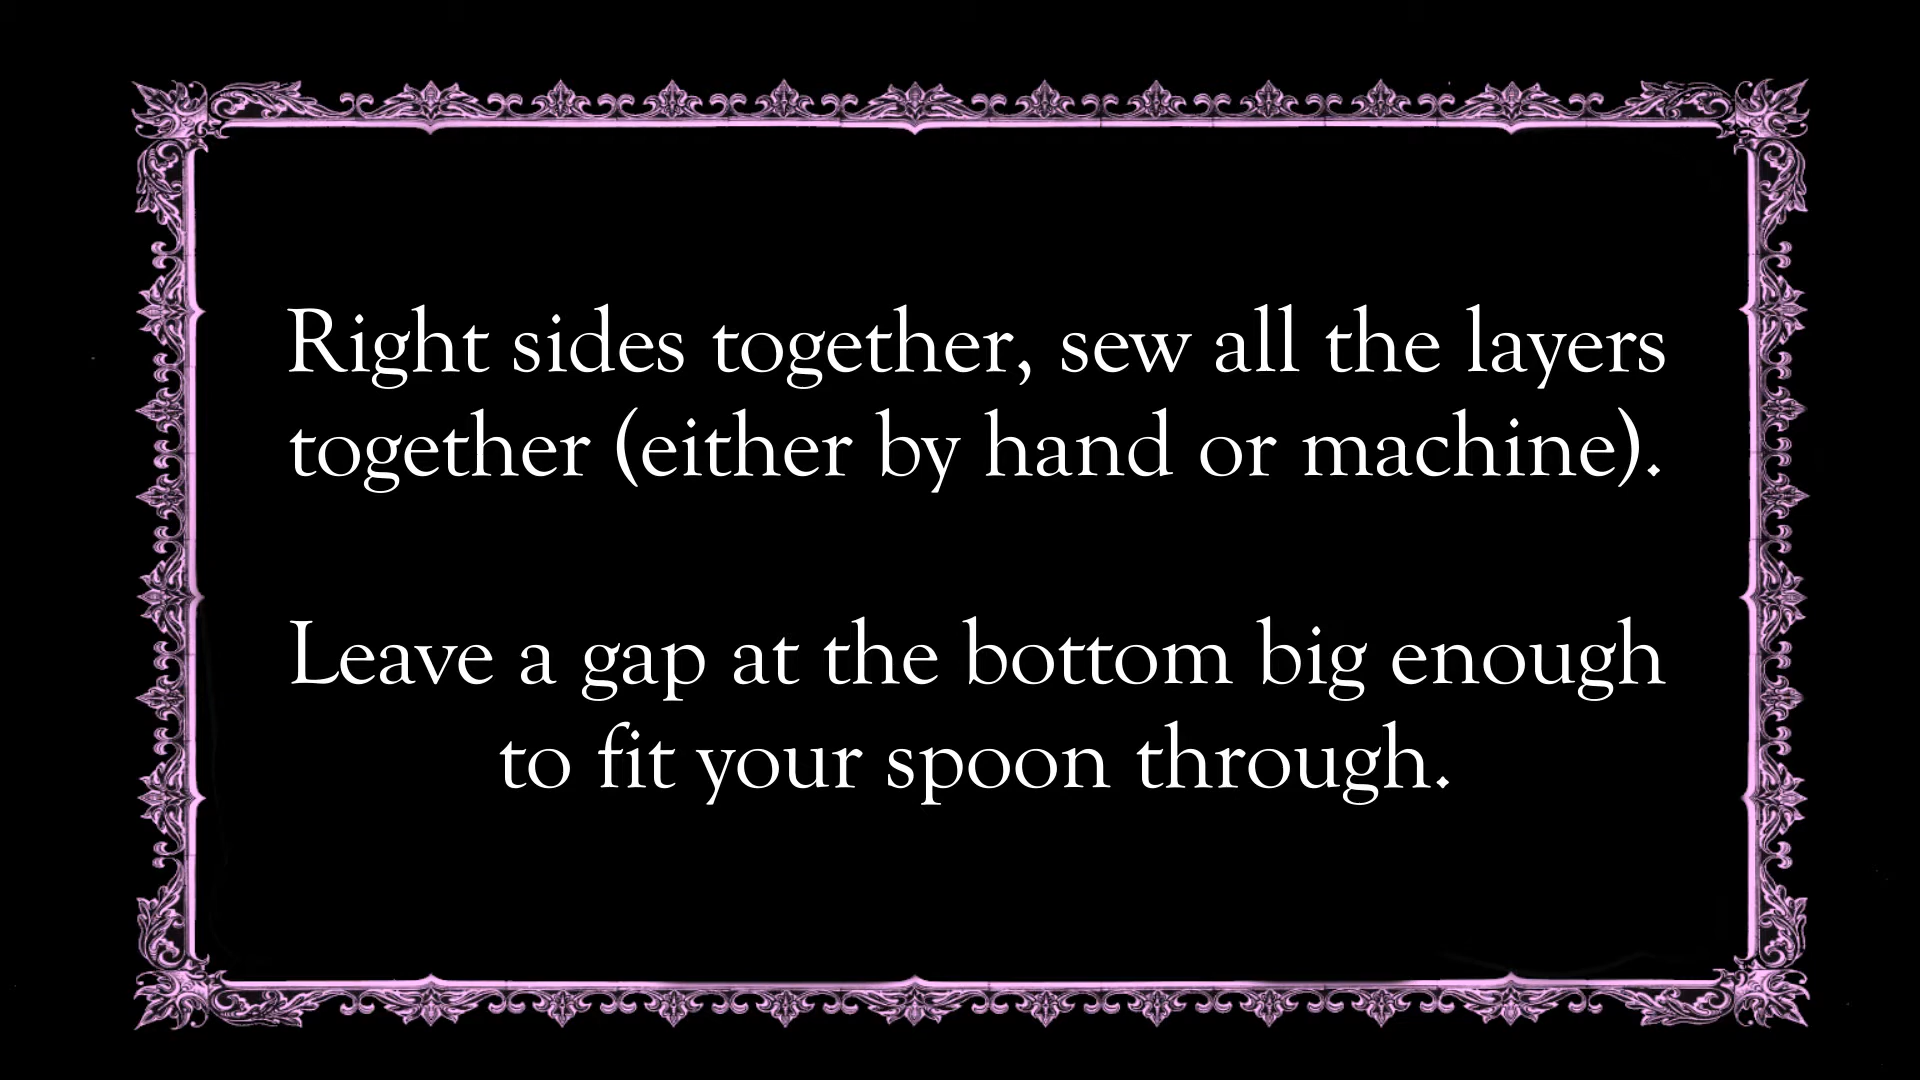 Right sides together, sew all the layers
together (either by hand or machine).
Leave a gap at the bottom big enough
to fit your spoon through.